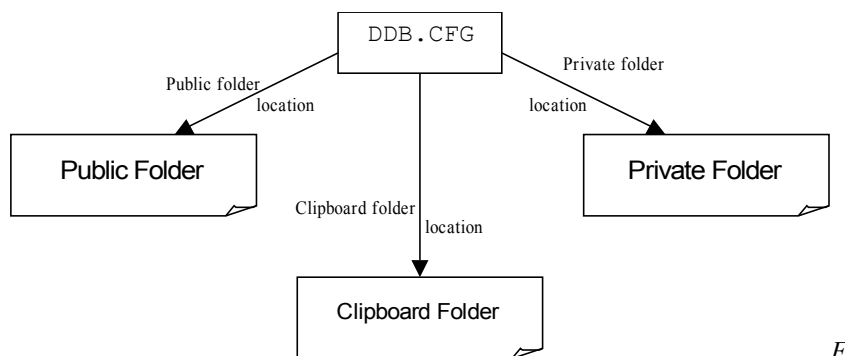 DDB.CFG
Public folder
location
Private folder
location
Public Folder
Private Folder
Clipboard folder
location
Clipboard Folder
F